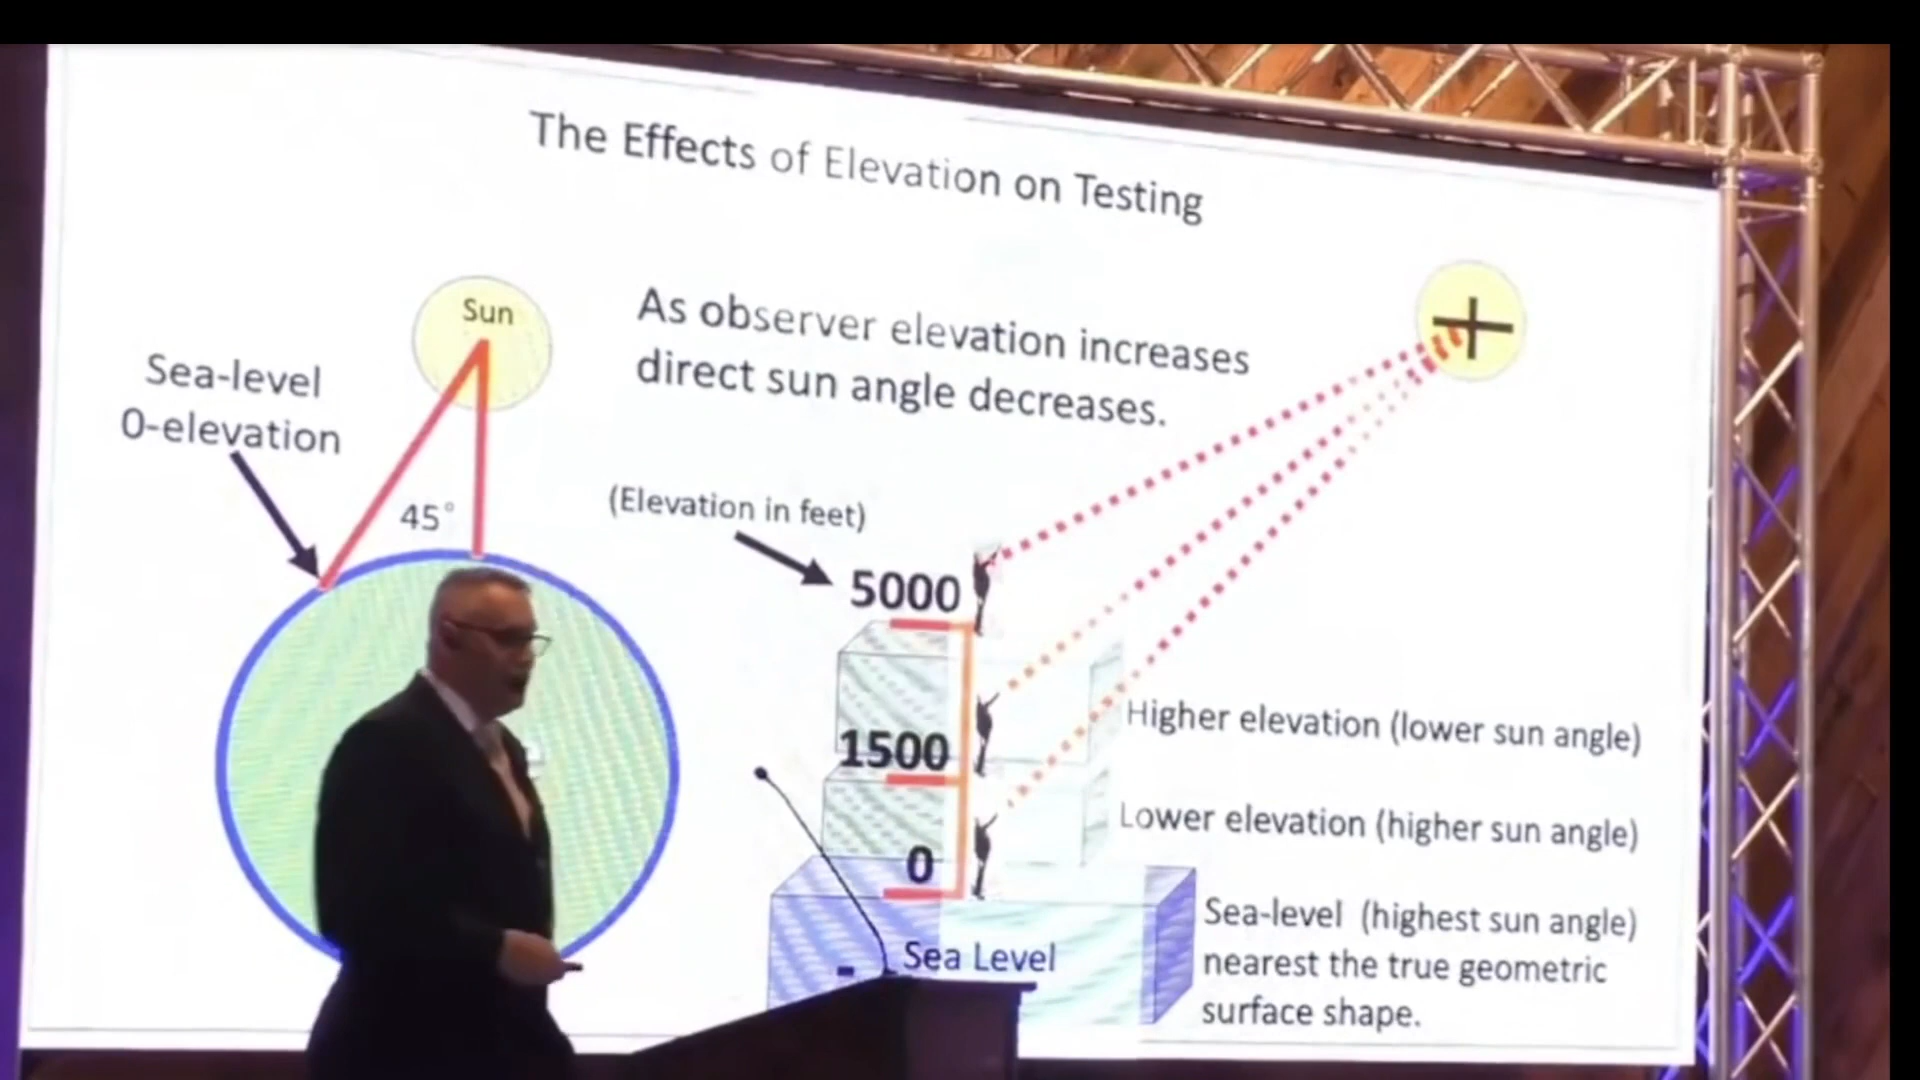 The Effects of Elevation on Testing
Sun
As observer elevation increases
direct sun angle decreases.
Sea-level
0-elevation
45°
(Elevation in feet)
5000
1500
0
Higher elevation (lower sun angle)
Lower elevation (higher sun angle)
Sea Level
Sea-level (highest sun angle)
nearest the true geometric
surface shape.